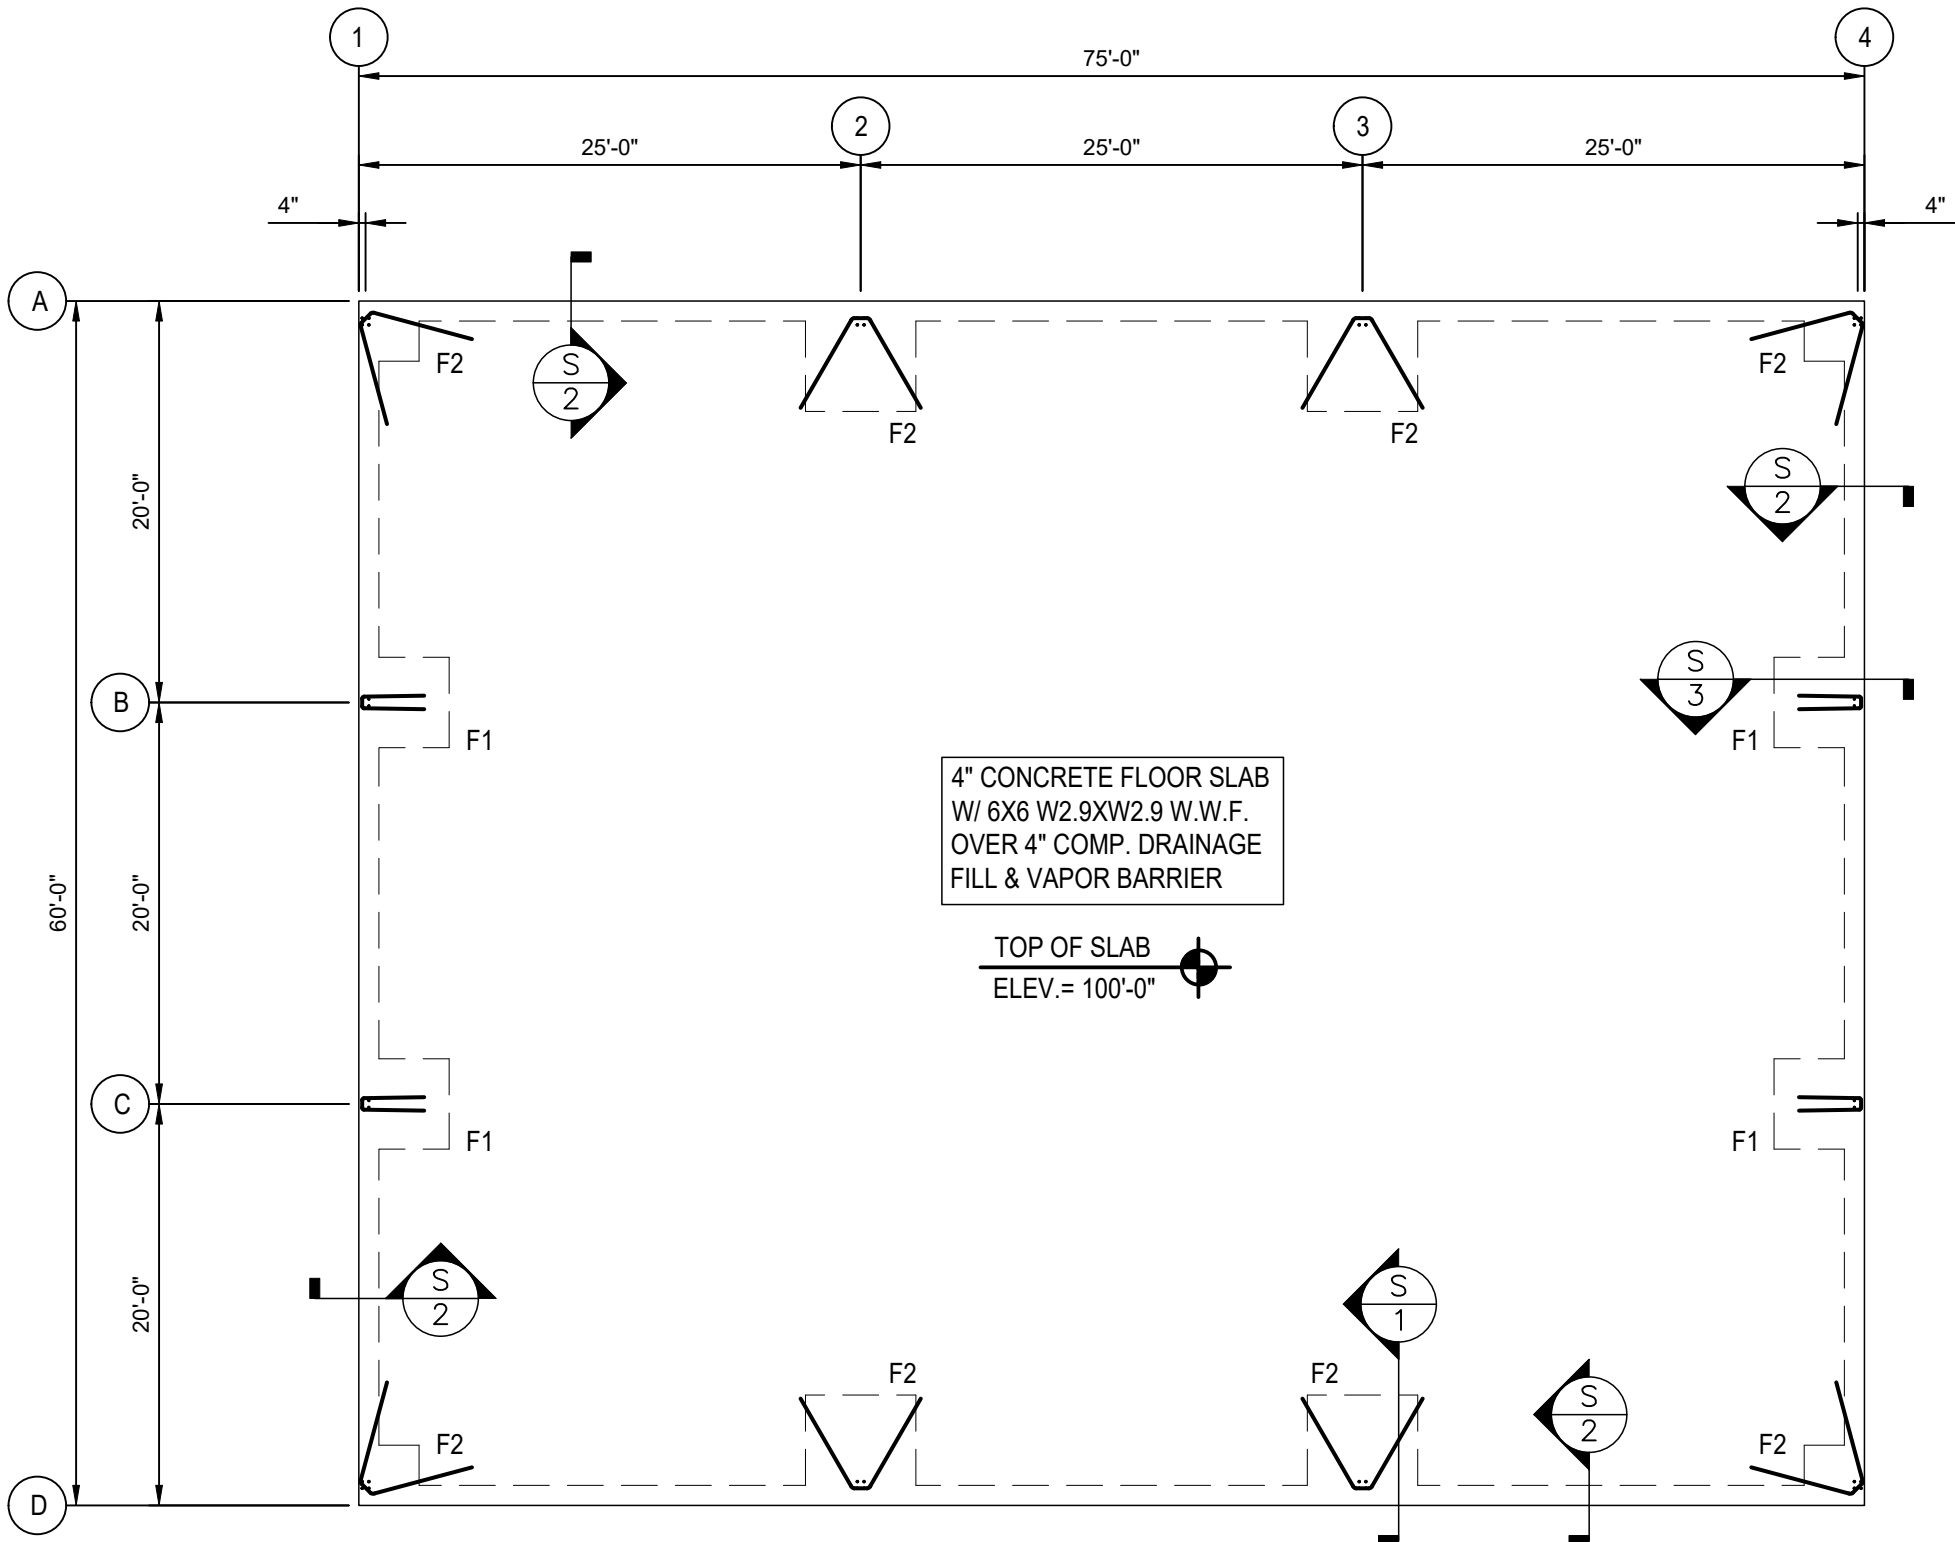 1
4
75'-0"
2
3
25'-0"
25'-0"
25'-0"
4"
4"
A
S
2
F2
F2
F2
F2
S
2
20'-0"
S
3
B
F1
F1
4" CONCRETE FLOOR SLAB
W/ 6X6 W2.9XW2.9 W.W.F.
OVER 4" COMP. DRAINAGE
FILL & VAPOR BARRIER
60'-0"
20'-0"
TOP OF SLAB
ELEV.= 100'-0"
C
F1
F1
S
2
20'-0"
S
1
F2
F2
S
2
F2
F2
D